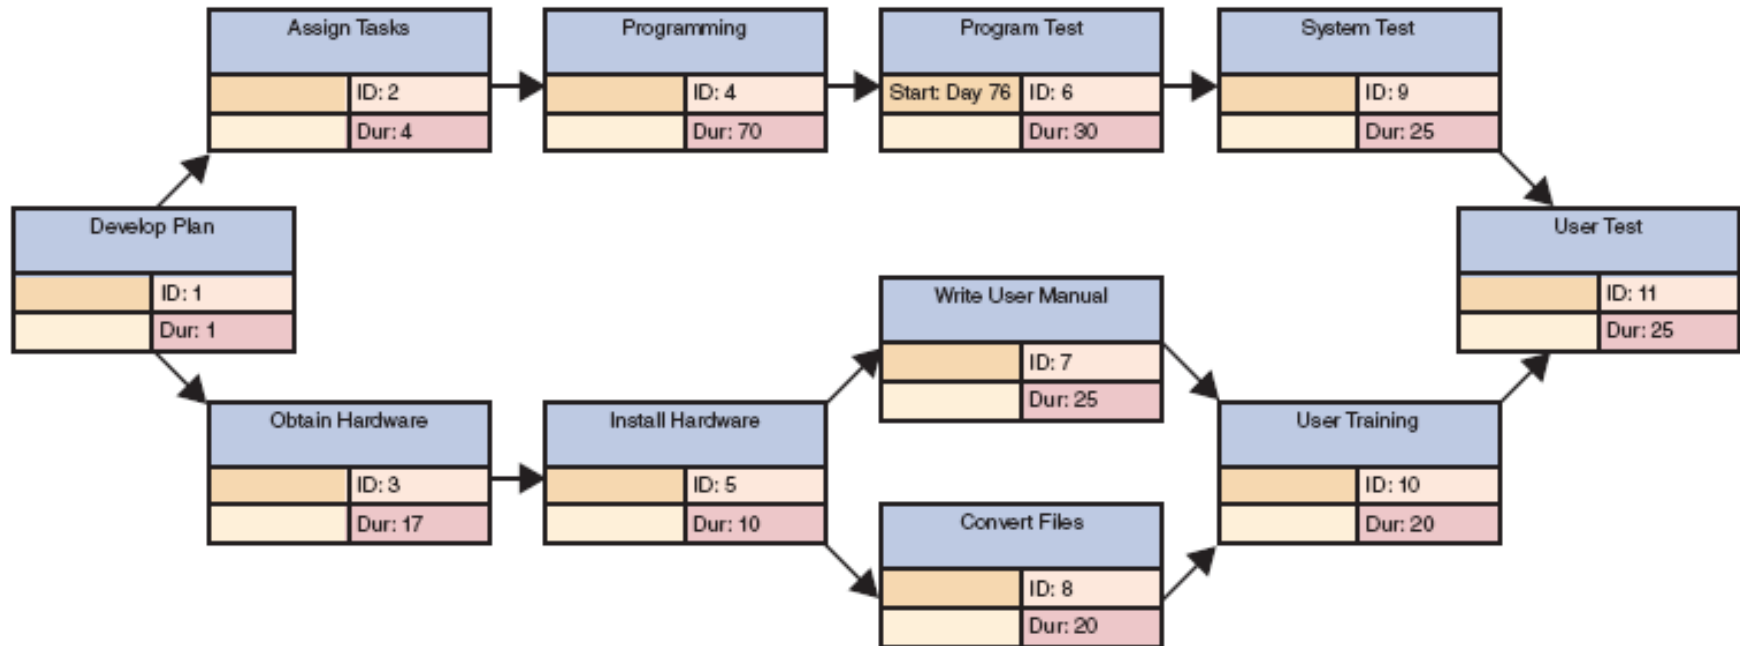 Assign Tasks
ID: 2
Dur: 4
Programming
ID: 4
Dur: 70
Program Test
Start: Day 76 ID: 6
Dur: 30
System Test
ID: 9
Dur: 25
Develop Plan
ID: 1
Dur: 1
User Test
ID: 11
Dur: 25
Write User Manual
ID: 7
Dur: 25
Obtain Hardware
ID: 3
Dur: 17
Install Hardware
ID: 5
Dur: 10
User Training
ID: 10
Dur: 20
Convert Files
ID: 8
Dur: 20